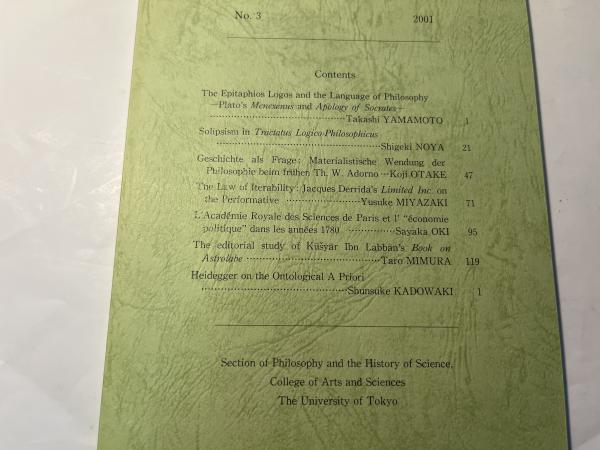 No. 3 2001
Contents
The Epitaphios Logos and the Language of Philosophy
—Plato's Menexenus and Apology of Socrates—
Takashi YAMAMOTO 1
Solipsism in Tractatus Logico-Philosophicus
Shigeki NOYA 21
Geschichte als Frage: Materialistische Wendung der
Philosophie beim frühen Th. W. Adorno Koji OTAKE 47
The Law of Iterability: Jacques Derrida's Limited Inc. on
the Performative Yusuke MIYAZAKI 71
L'Académie Royale des Sciences de Paris et l' "économie
politique" dans les années 1780 Sayaka OKI 95
The editorial study of Kūšyār Ibn Labbān's Book on
Astrolabe Taro MIMURA 119
Heidegger on the Ontological A Priori
Shunsuke KADOWAKI 1
Section of Philosophy and the History of Science,
College of Arts and Sciences
The University of Tokyo